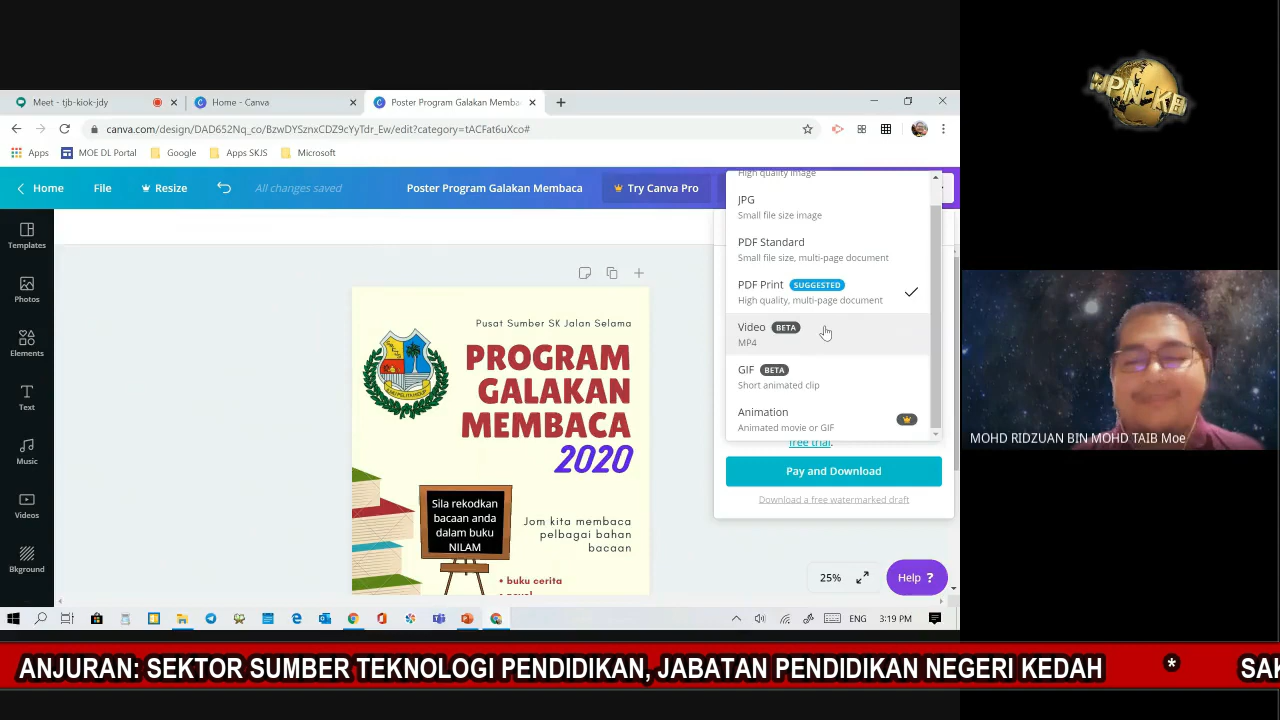 Meet - tjb-kiok-jdy
Home - Canva
Poster Program Galakan Memba
canva.com/design/DAD652Nq_co/BzwDYSznxCDZ9cYyTdr_Ew/edit?category=tACFat6uXco#
Apps
MOE DL Portal
Google
Apps SKJS
Microsoft
Home
File
Resize
All changes saved
Poster Program Galakan Membaca
Try Canva Pro
Templates
Photos
Elements
Text
Music
Videos
Bkground
High quality image
JPG
Small file size image
PDF Standard
Small file size, multi-page document
PDF Print SUGGESTED
High quality, multi-page document
Video BETA
MP4
GIF BETA
Short animated clip
Animation
Animated movie or GIF
free trial.
Pay and Download
Download a free watermarked draft
Pusat Sumber SK Jalan Selama
PROGRAM
GALAKAN
MEMBACA
2020
Sila rekodkan
bacaan anda
dalam buku
NILAM
Jom kita membaca
pelbagai bahan
bacaan
• buku cerita
25%
Help ?
ENG
3:19 PM
MOHD RIDZUAN BIN MOHD TAIB Moe
ANJURAN: SEKTOR SUMBER TEKNOLOGI PENDIDIKAN, JABATAN PENDIDIKAN NEGERI KEDAH * SAK